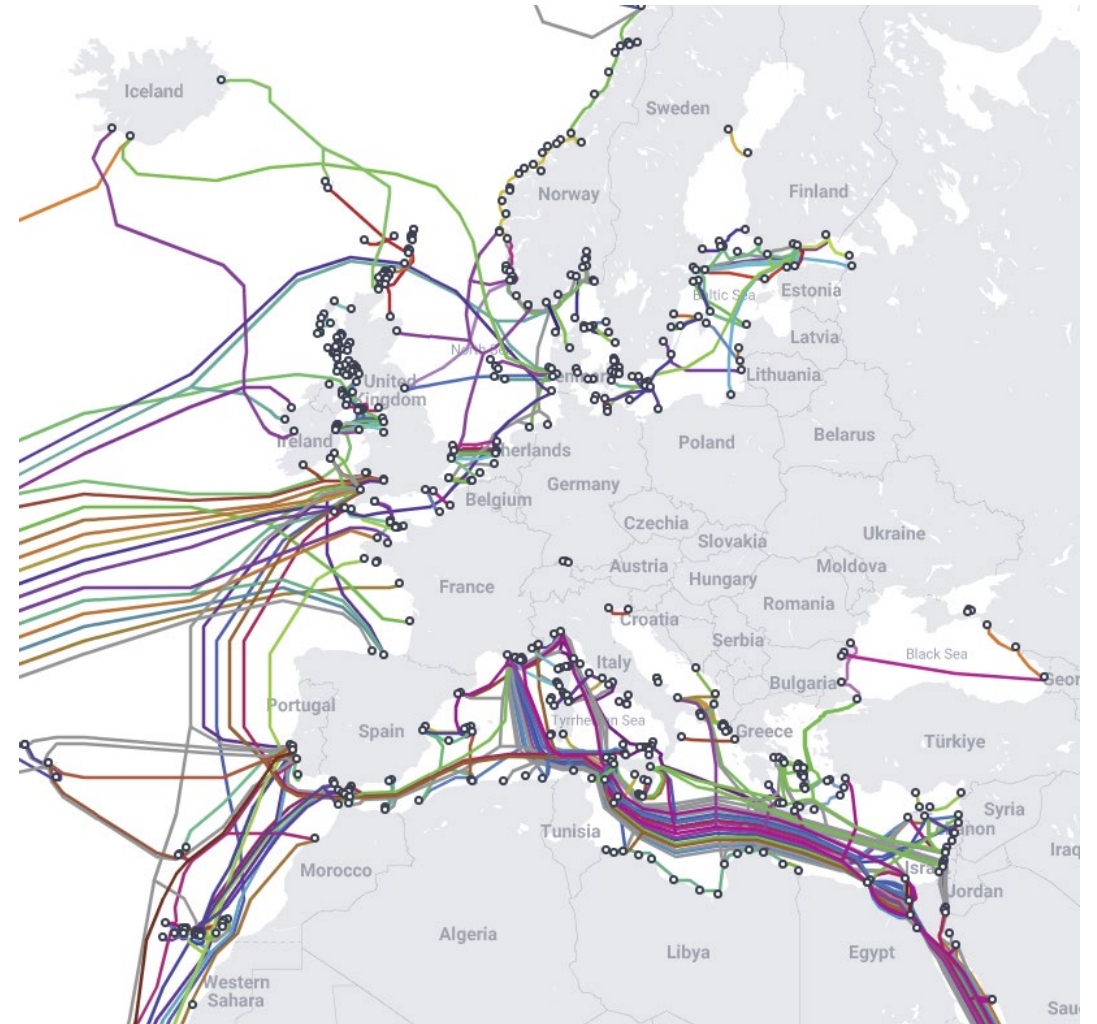 Iceland
Sweden
Norway
Finland
Estonia
Baltic Sea
Latvia
Lithuania
United
Kingdom
Ireland
Poland
Belarus
Belgium
Germany
Czechia
Slovakia
Ukraine
Austria
Hungary
Moldova
France
Romania
Croatia
Serbia
Italy
Black Sea
Bulgaria
Portugal
Spain
Tyrrhenian Sea
Greece
Türkiye
Syria
Tunisia
Morocco
Iraq
Jordan
Algeria
Libya
Egypt
Western
Sahara